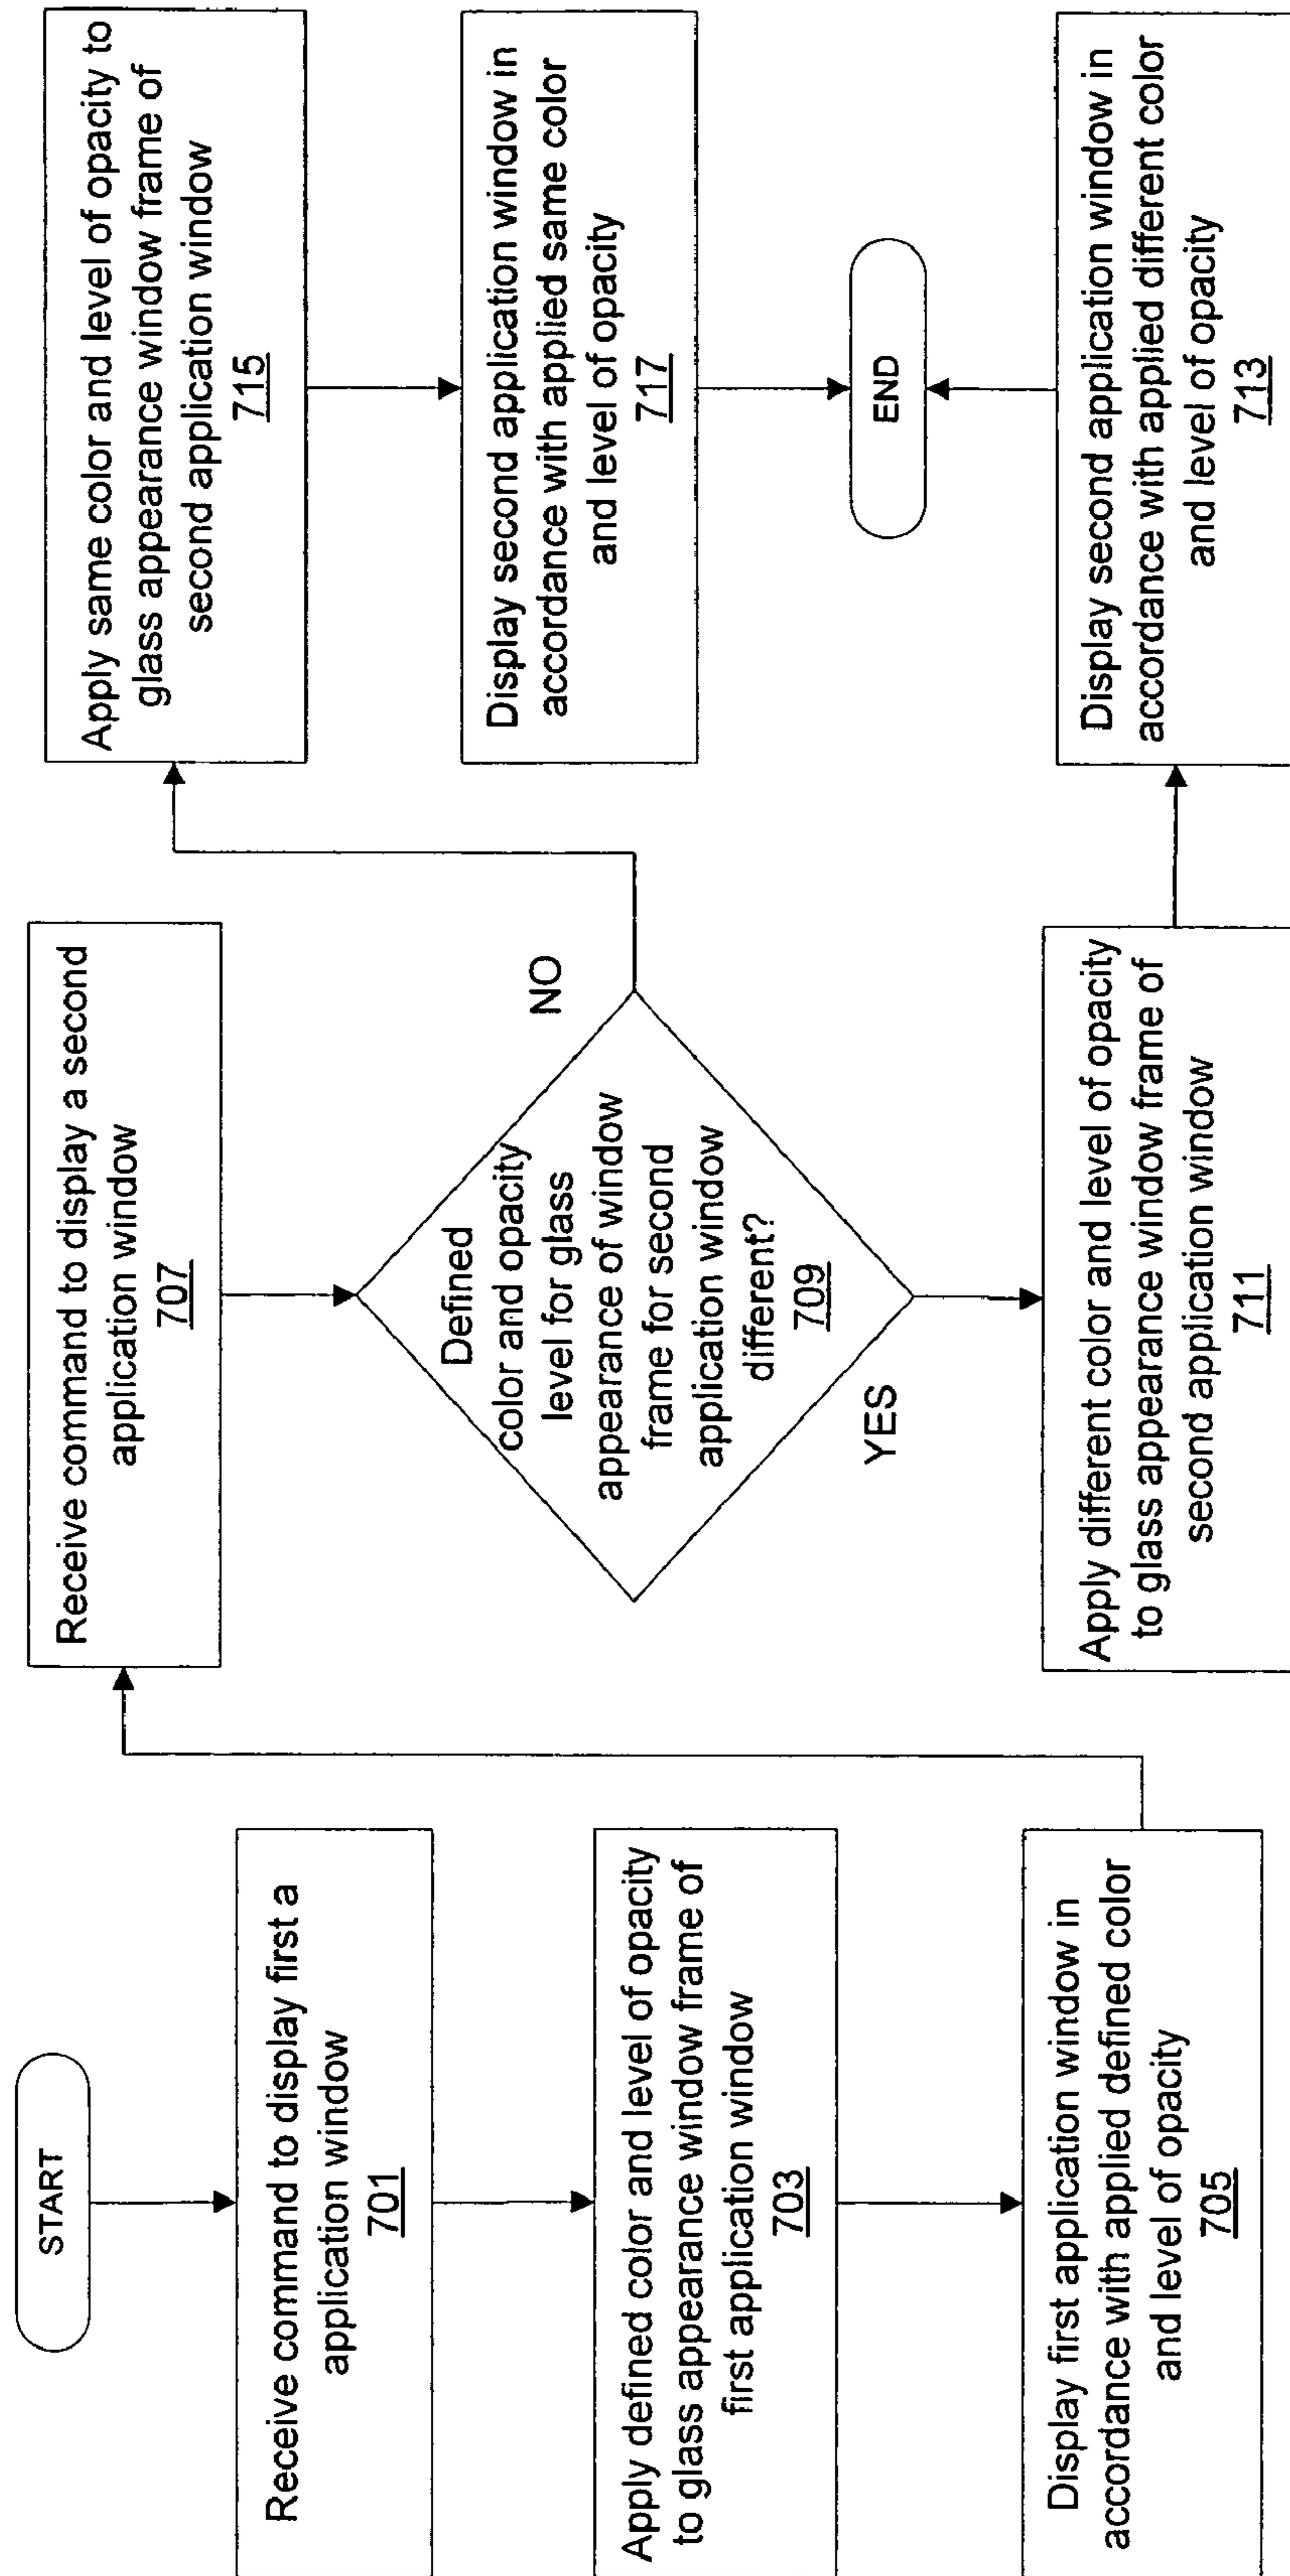 START
Receive command to display first a
application window
701
Apply defined color and level of opacity
to glass appearance window frame of
first application window
703
Display first application window in
accordance with applied defined color
and level of opacity
705
Receive command to display a second
application window
707
Defined
color and opacity
level for glass
appearance of window
frame for second
application window
different?
709
YES
NO
Apply different color and level of opacity
to glass appearance window frame of
second application window
711
Display second application window in
accordance with applied different color
and level of opacity
713
Apply same color and level of opacity to
glass appearance window frame of
second application window
715
Display second application window in
accordance with applied same color
and level of opacity
717
END